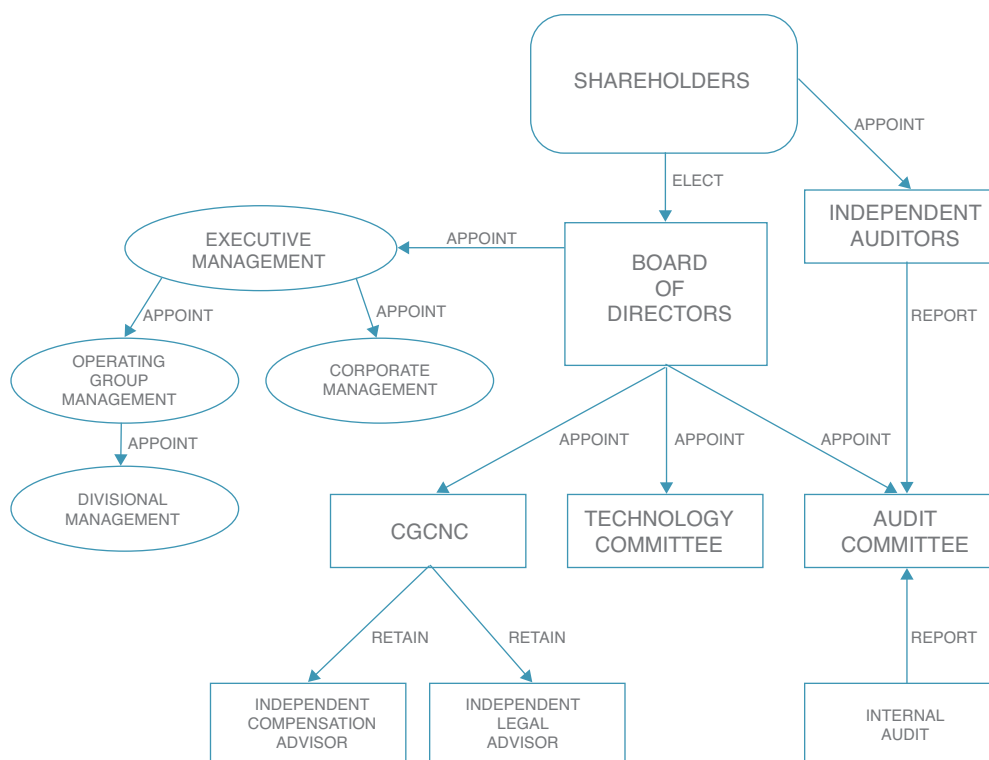 SHAREHOLDERS
APPOINT
ELECT
INDEPENDENT
AUDITORS
EXECUTIVE
MANAGEMENT
APPOINT
BOARD
OF
DIRECTORS
APPOINT
APPOINT
REPORT
OPERATING
GROUP
MANAGEMENT
CORPORATE
MANAGEMENT
APPOINT
APPOINT
APPOINT
APPOINT
DIVISIONAL
MANAGEMENT
CGCNC
TECHNOLOGY
COMMITTEE
AUDIT
COMMITTEE
RETAIN
RETAIN
REPORT
INDEPENDENT
COMPENSATION
ADVISOR
INDEPENDENT
LEGAL
ADVISOR
INTERNAL
AUDIT